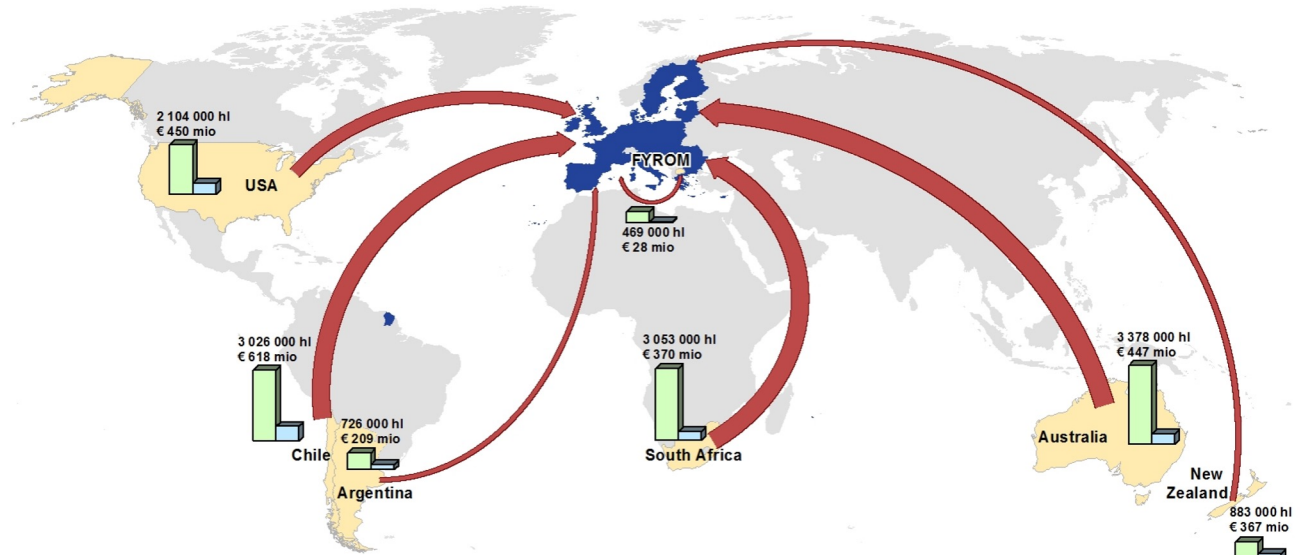 2 104 000 hl
€ 450 mio
USA
FYROM
469 000 hl
€ 28 mio
3 026 000 hl
€ 618 mio
Chile
726 000 hl
€ 209 mio
Argentina
3 053 000 hl
€ 370 mio
South Africa
3 378 000 hl
€ 447 mio
Australia
New
Zealand
883 000 hl
€ 367 mio